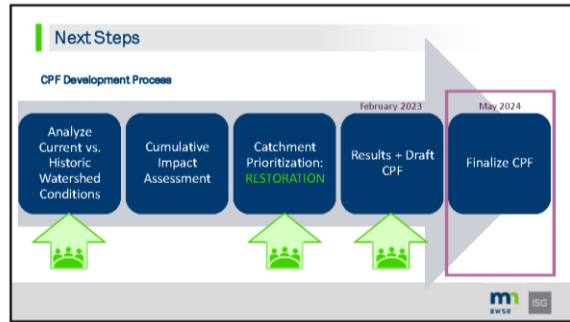 Next Steps
CPF Development Process
February 2023
May 2024
Analyze
Current vs.
Historic
Watershed
Conditions
Cumulative
Impact
Assessment
Catchment
Prioritization:
RESTORATION
Results + Draft
CPF
Finalize CPF
mn
BWSR
ISG